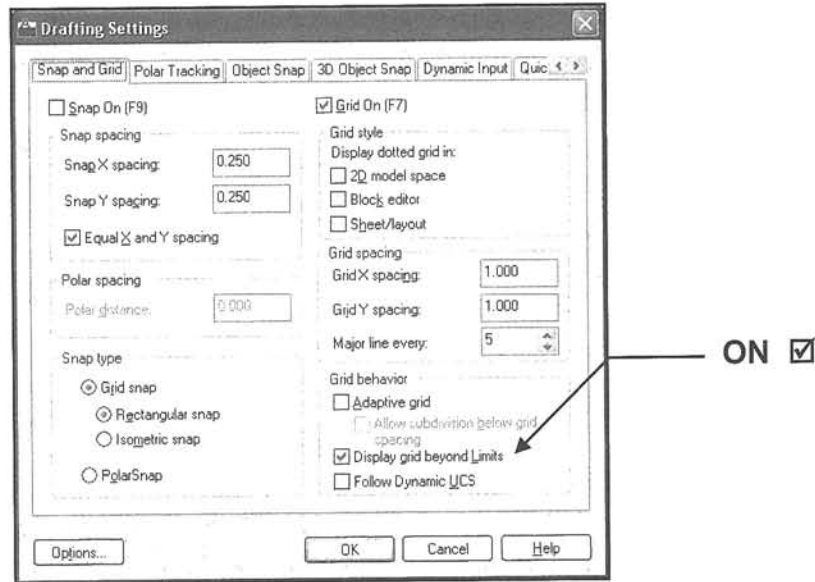 Drafting Settings
Snap and Grid Polar Tracking Object Snap 3D Object Snap Dynamic Input Quic
Snap On (F9)
Snap spacing
Snap X spacing: 0.250
Snap Y spacing: 0.250
Equal X and Y spacing
Polar spacing
Polar distance: 0.000
Snap type
Grid snap
Rectangular snap
Isometric snap
PolarSnap
Grid On (F7)
Grid style
Display dotted grid in:
2D model space
Block editor
Sheet/layout
Grid spacing
Grid X spacing: 1.000
Grid Y spacing: 1.000
Major line every: 5
Grid behavior
Adaptive grid
Allow subdivision below grid
spacing
Display grid beyond Limits
Follow Dynamic UCS
ON
Options... OK Cancel Help